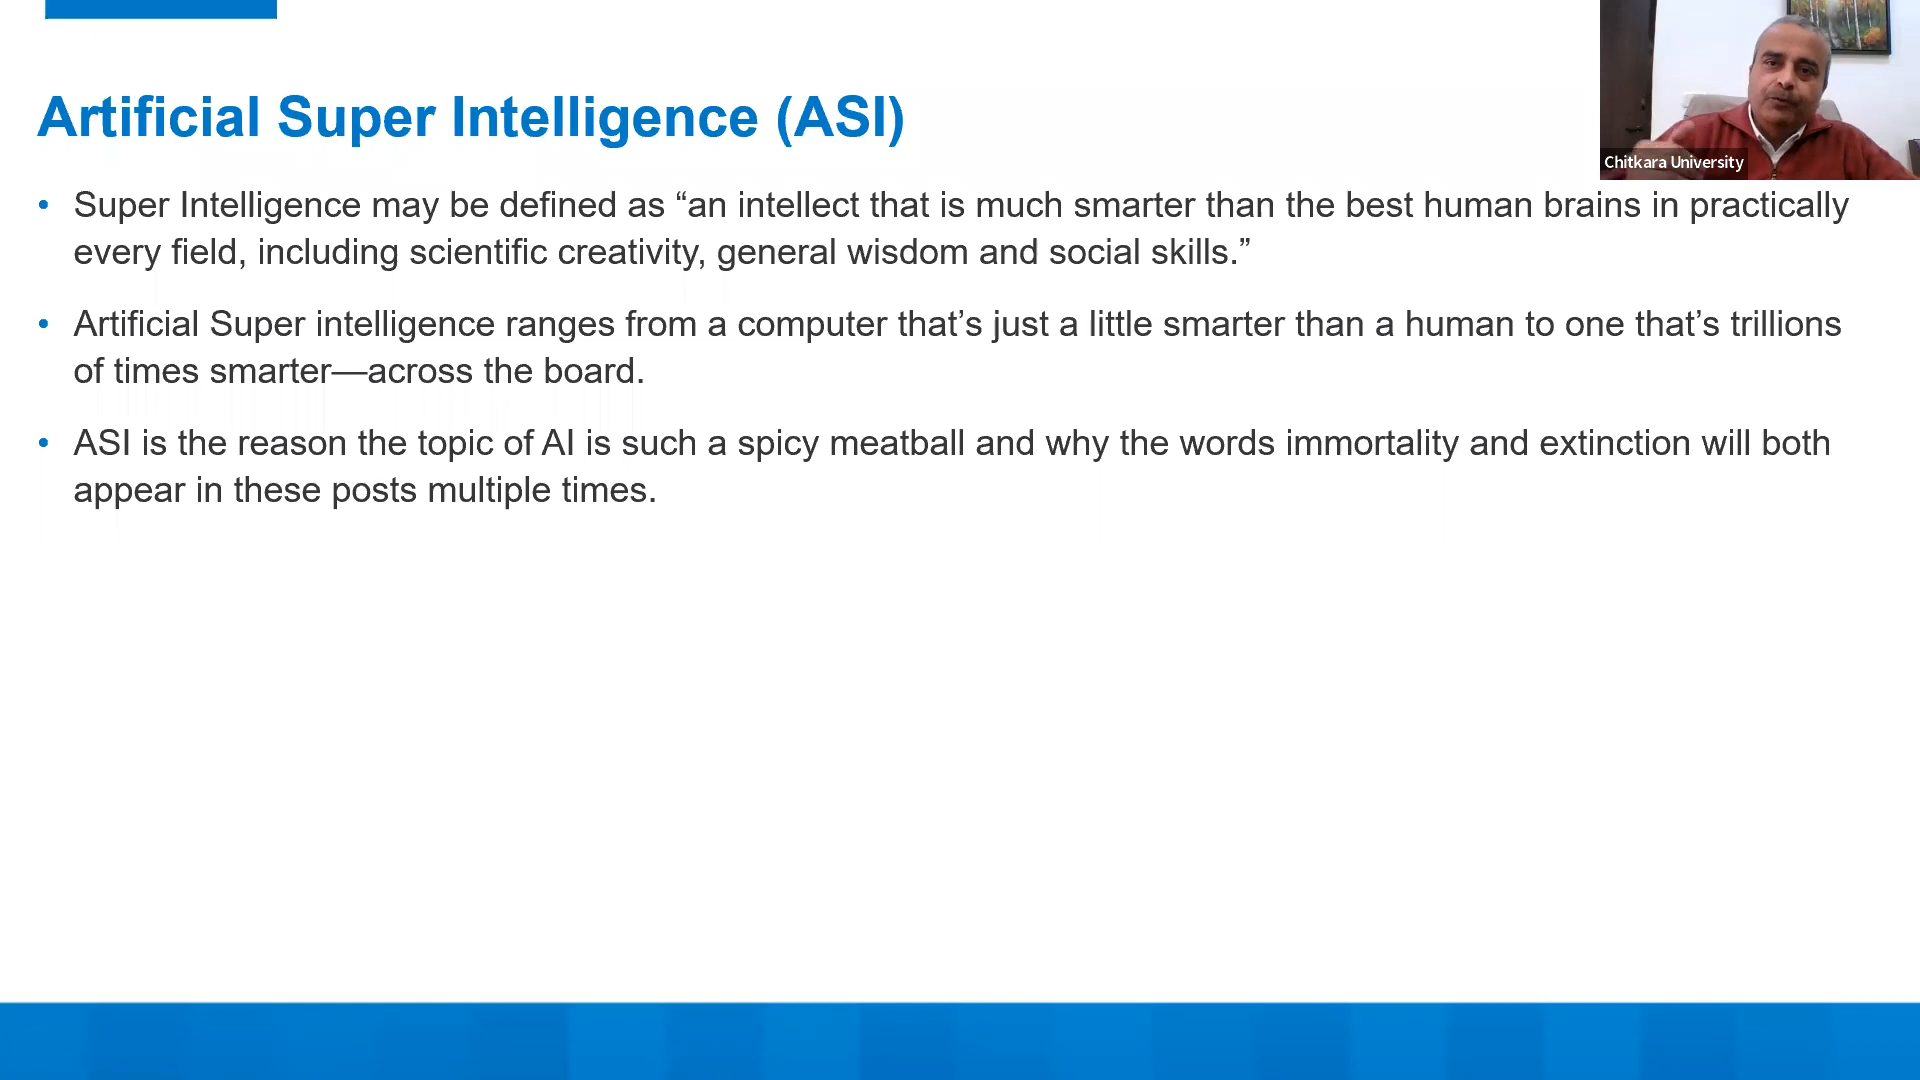 Artificial Super Intelligence (ASI)
Chitkara University
• Super Intelligence may be defined as “an intellect that is much smarter than the best human brains in practically
every field, including scientific creativity, general wisdom and social skills.”
• Artificial Super intelligence ranges from a computer that’s just a little smarter than a human to one that’s trillions
of times smarter—across the board.
• ASI is the reason the topic of AI is such a spicy meatball and why the words immortality and extinction will both
appear in these posts multiple times.